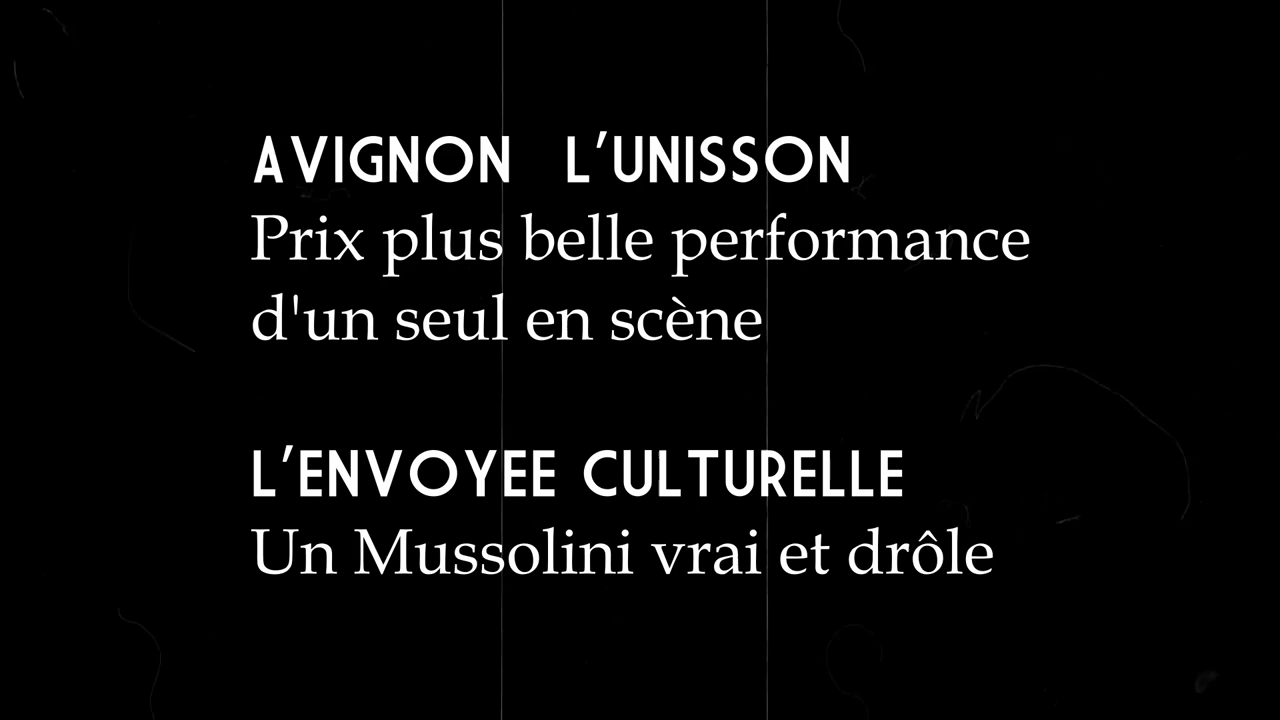 AVIGNON L'UNISSON
Prix plus belle performance
d'un seul en scène
L'ENVOYEE CULTURELLE
Un Mussolini vrai et drôle